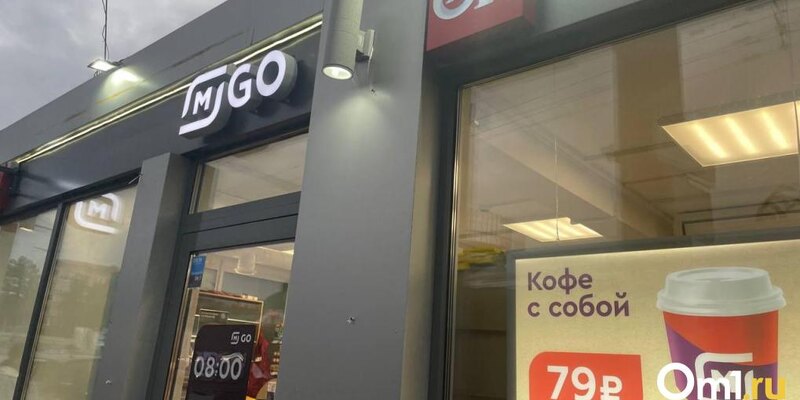 М GO
М
М GO
08:00
Кофе
с собой
79₽
М
Om1.ru